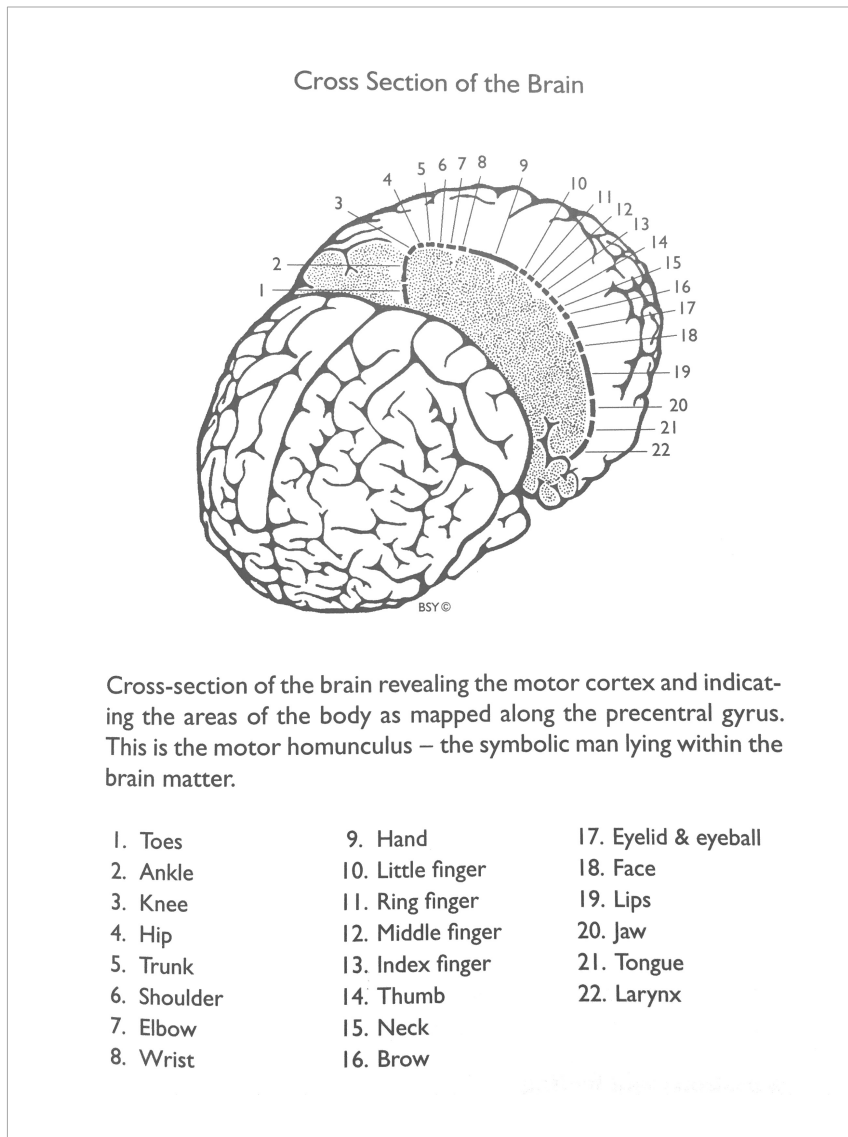 Cross Section of the Brain
4
5
6
7
8
9
10
11
12
13
14
15
16
17
18
19
20
21
22
3
2
1
BSY ©
Cross-section of the brain revealing the motor cortex and indicat-
ing the areas of the body as mapped along the precentral gyrus.
This is the motor homunculus – the symbolic man lying within the
brain matter.
1. Toes
2. Ankle
3. Knee
4. Hip
5. Trunk
6. Shoulder
7. Elbow
8. Wrist
9. Hand
10. Little finger
11. Ring finger
12. Middle finger
13. Index finger
14. Thumb
15. Neck
16. Brow
17. Eyelid & eyeball
18. Face
19. Lips
20. Jaw
21. Tongue
22. Larynx